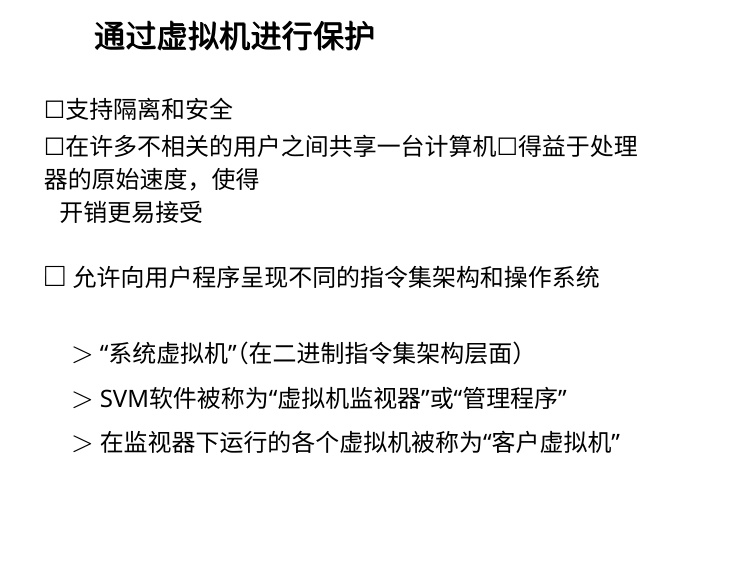 通过虚拟机进行保护
□支持隔离和安全
□在许多不相关的用户之间共享一台计算机□得益于处理
器的原始速度，使得
开销更易接受
□ 允许向用户程序呈现不同的指令集架构和操作系统
＞ “系统虚拟机”（在二进制指令集架构层面）
＞ SVM软件被称为“虚拟机监视器”或“管理程序”
＞ 在监视器下运行的各个虚拟机被称为“客户虚拟机”